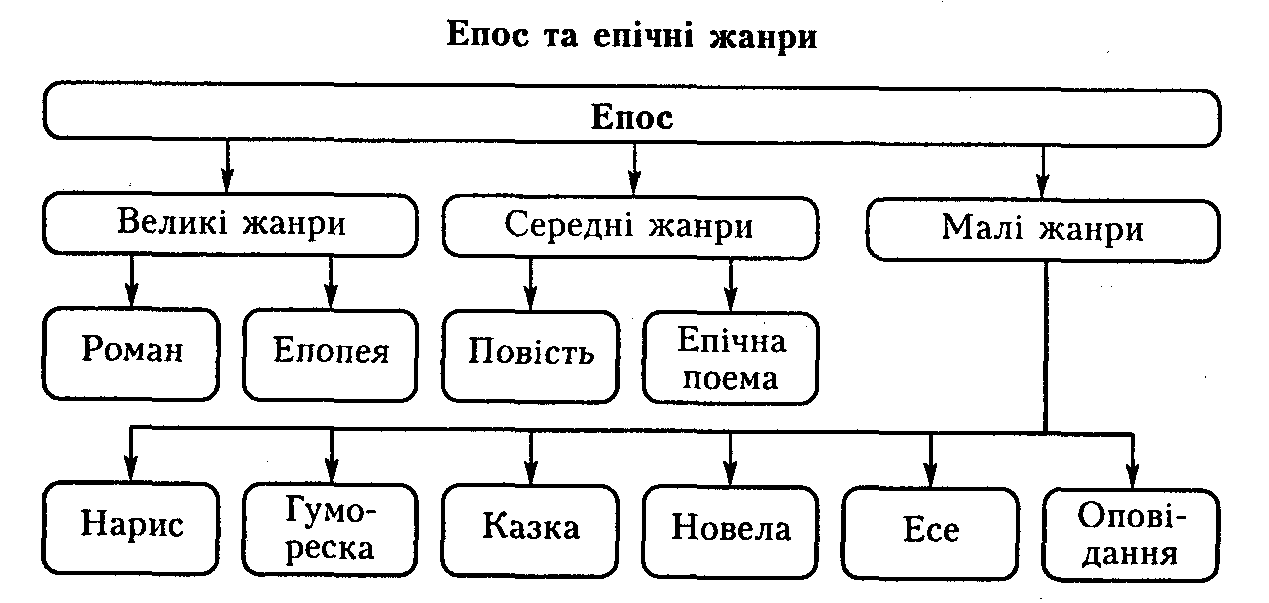 Епос та епічні жанри
Епос
Великі жанри
Середні жанри
Малі жанри
Роман
Епопея
Повість
Епічна
поема
Нарис
Гумо-
реска
Казка
Новела
Есе
Опові-
дання